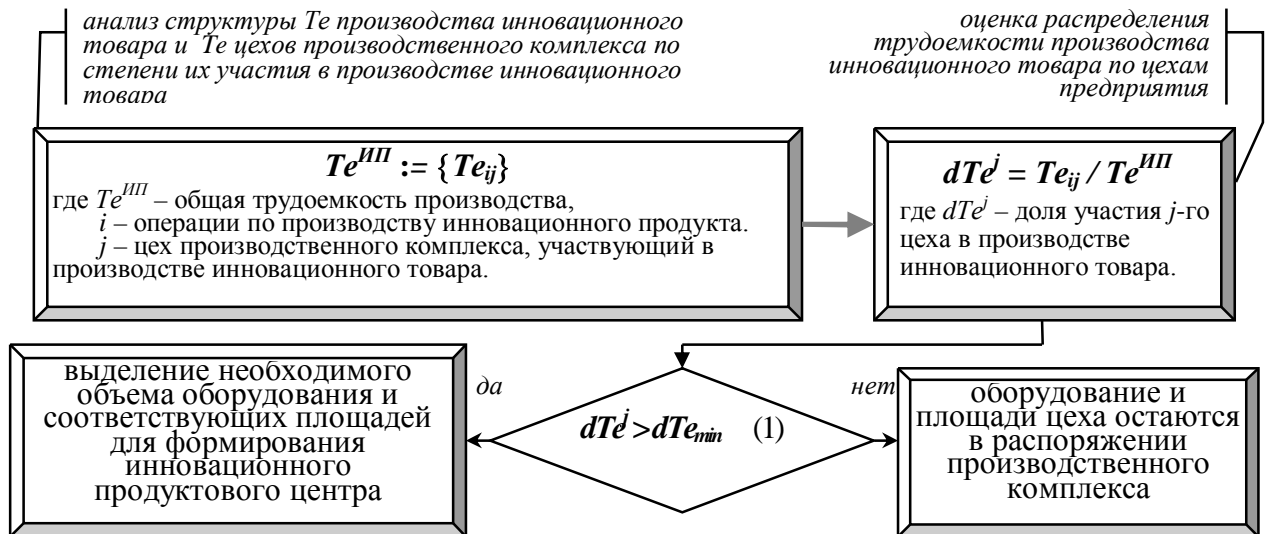 анализ структуры Те производства инновационного
товара и Те цехов производственного комплекса по
степени их участия в производстве инновационного
товара
оценка распределения
трудоемкости производства
инновационного товара по цехам
предприятия
Te^ИП := {Te_ij}
где Te^ИП – общая трудоемкость производства,
i – операции по производству инновационного продукта.
j – цех производственного комплекса, участвующий в
производстве инновационного товара.
dTe^j = Te_ij / Te^ИП
где dTe^j – доля участия j-го
цеха в производстве
инновационного товара.
выделение необходимого
объема оборудования и
соответствующих площадей
для формирования
инновационного
продуктового центра
да
dTe^j >dTe_min (1)
нет
оборудование и
площади цеха остаются
в распоряжении
производственного
комплекса